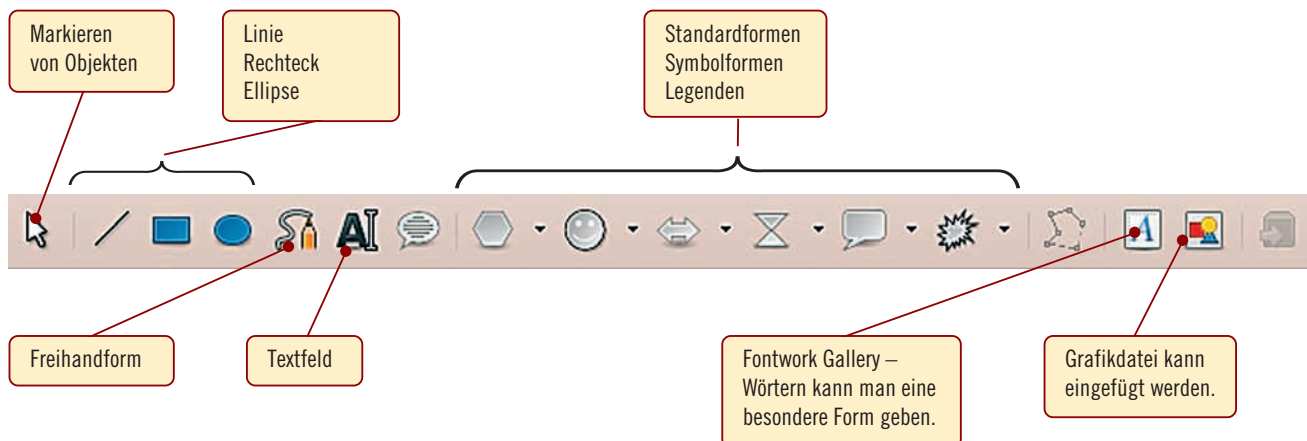 Markieren
von Objekten
Linie
Rechteck
Ellipse
Standardformen
Symbolformen
Legenden
Freihandform
Textfeld
Fontwork Gallery –
Wörtern kann man eine
besondere Form geben.
Grafikdatei kann
eingefügt werden.